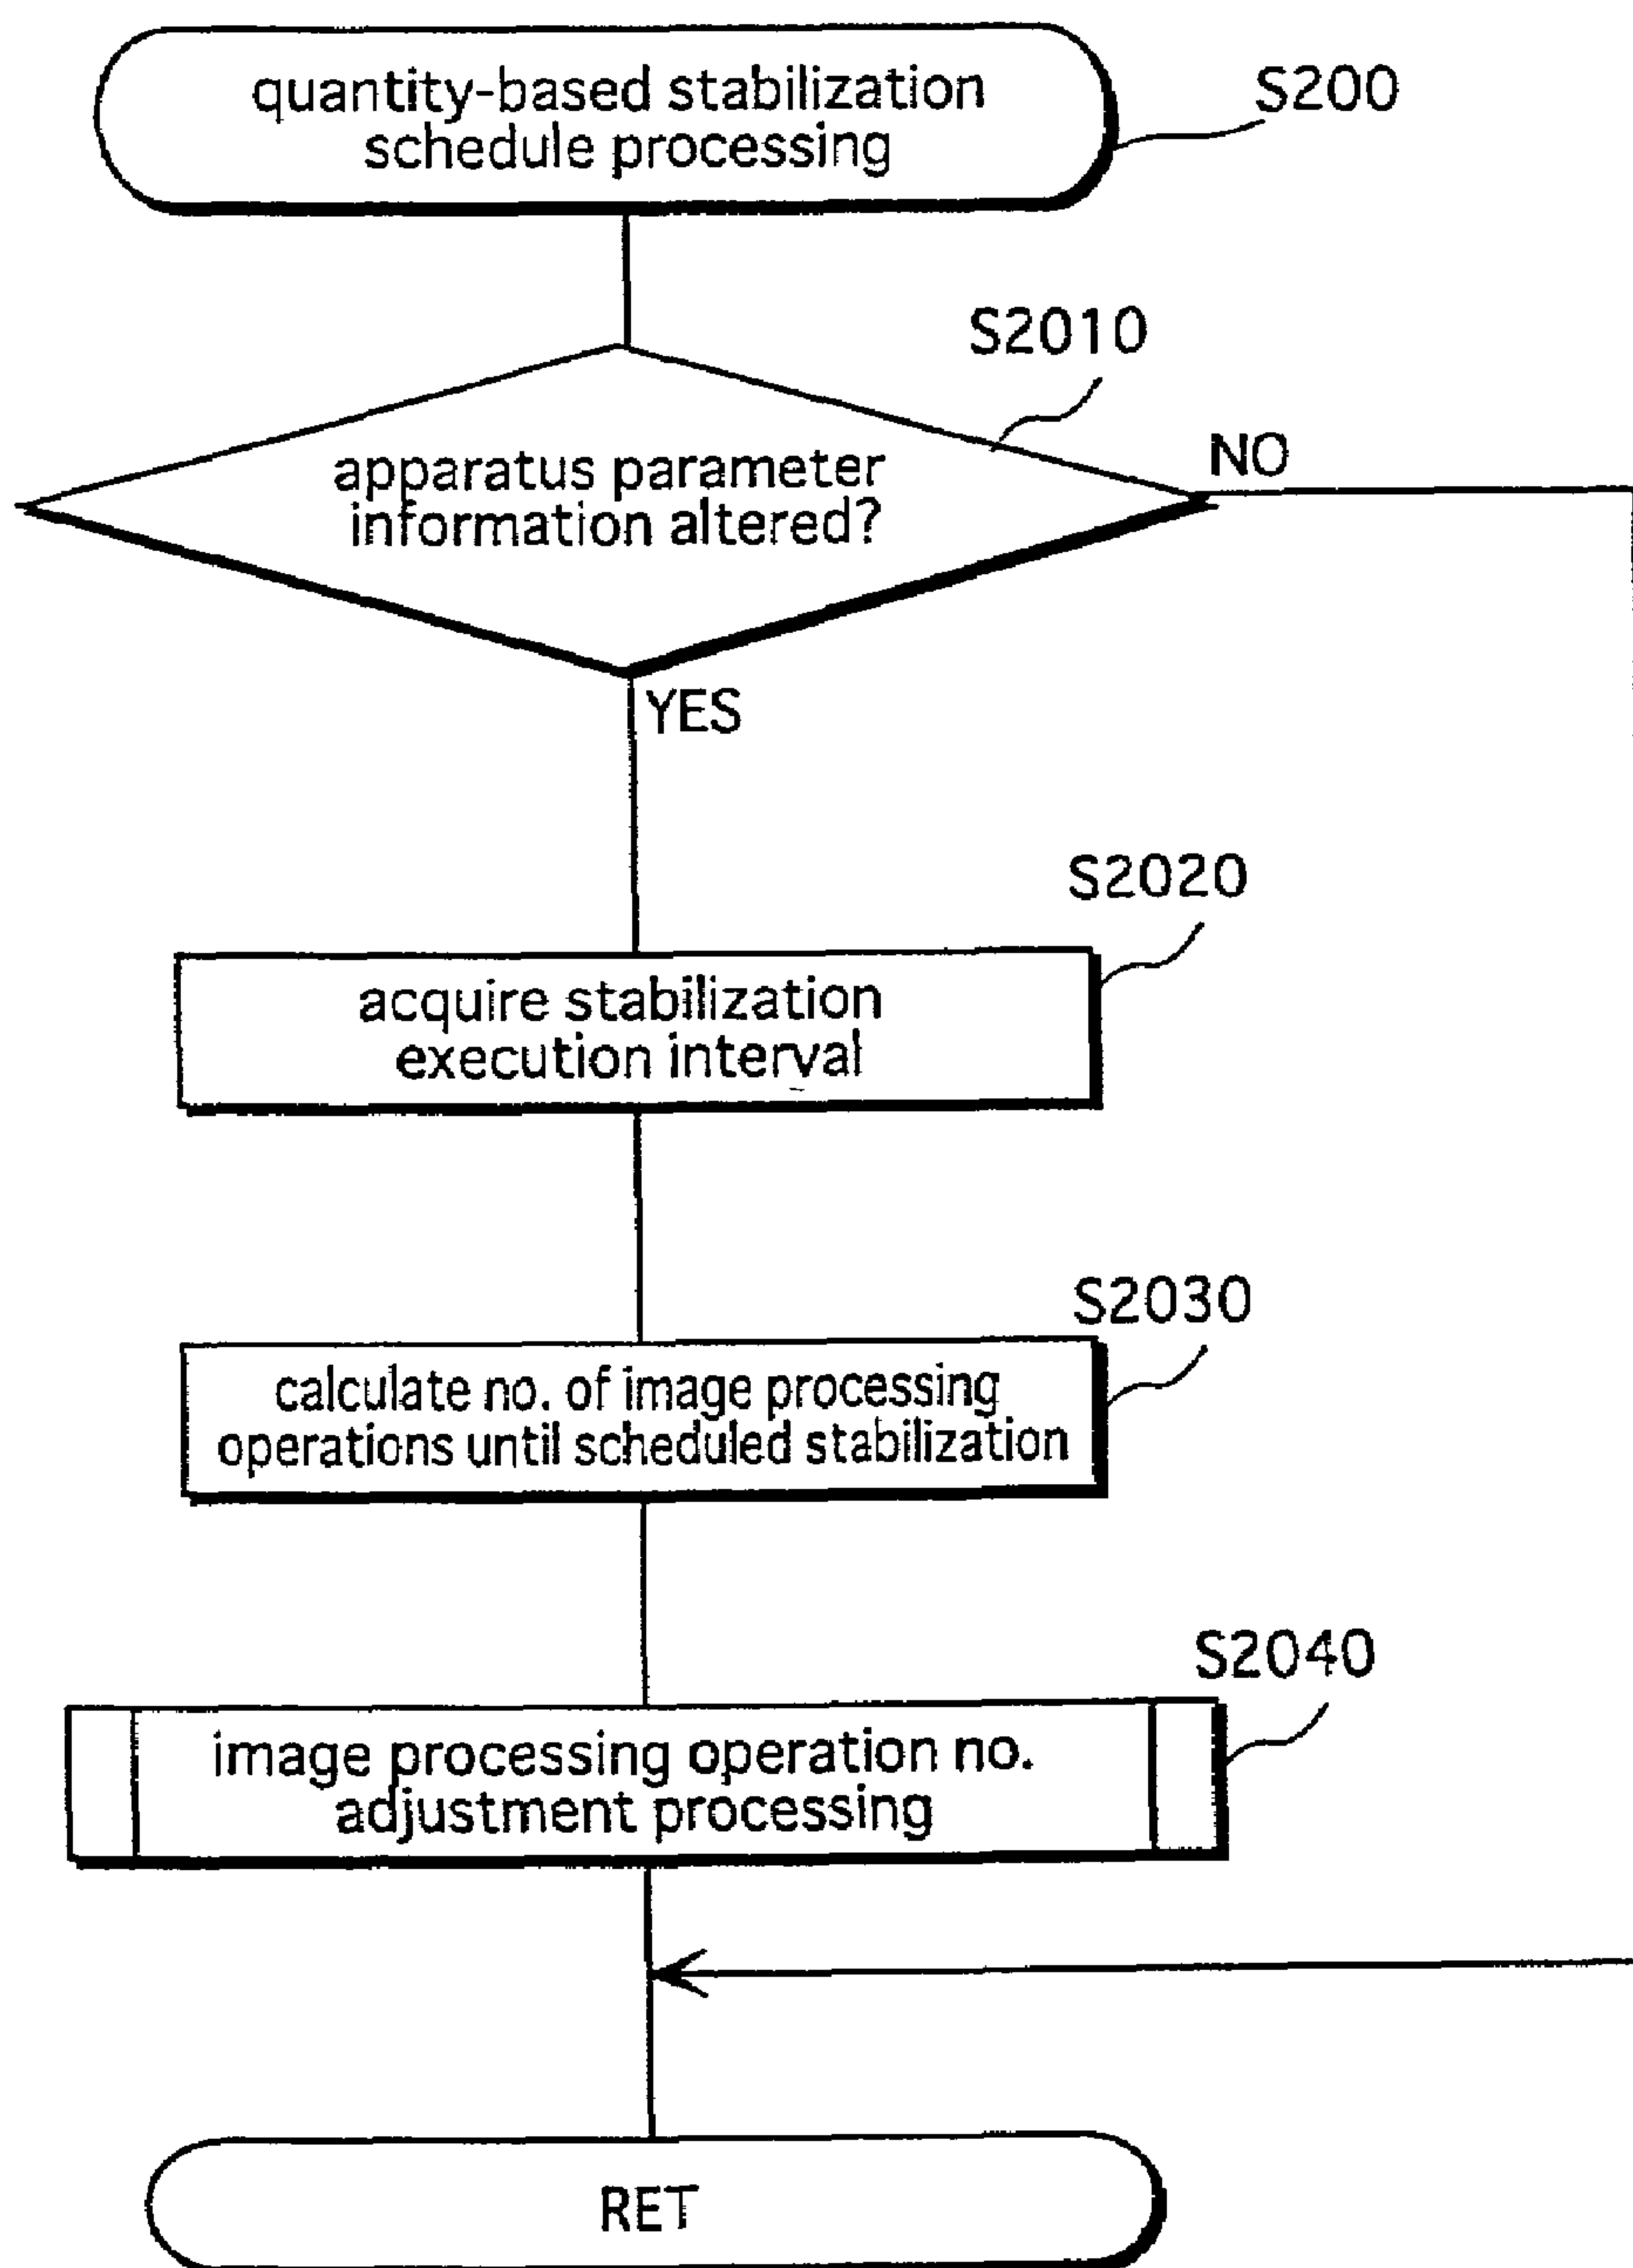 quantity-based stabilization
schedule processing
S200
S2010
apparatus parameter
information altered?
NO
YES
S2020
acquire stabilization
execution interval
S2030
calculate no. of image processing
operations until scheduled stabilization
S2040
image processing operation no.
adjustment processing
RET